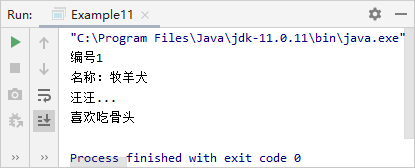 Run: Example11
"C:\Program Files\Java\jdk-11.0.11\bin\java.exe"
编号1
名称：牧羊犬
汪汪...
喜欢吃骨头
Process finished with exit code 0